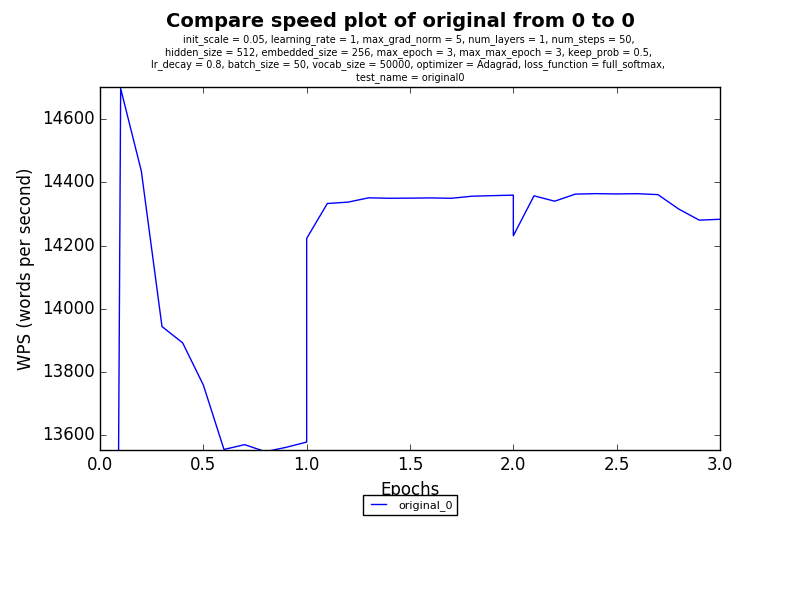 Compare speed plot of original from 0 to 0
init_scale = 0.05, learning_rate = 1, max_grad_norm = 5, num_layers = 1, num_steps = 50,
hidden_size = 512, embedded_size = 256, max_epoch = 3, max_max_epoch = 3, keep_prob = 0.5,
lr_decay = 0.8, batch_size = 50, vocab_size = 50000, optimizer = Adagrad, loss_function = full_softmax,
test_name = original0
WPS (words per second)
14600
14400
14200
14000
13800
13600
0.0 0.5 1.0 1.5 2.0 2.5 3.0
Epochs
original_0